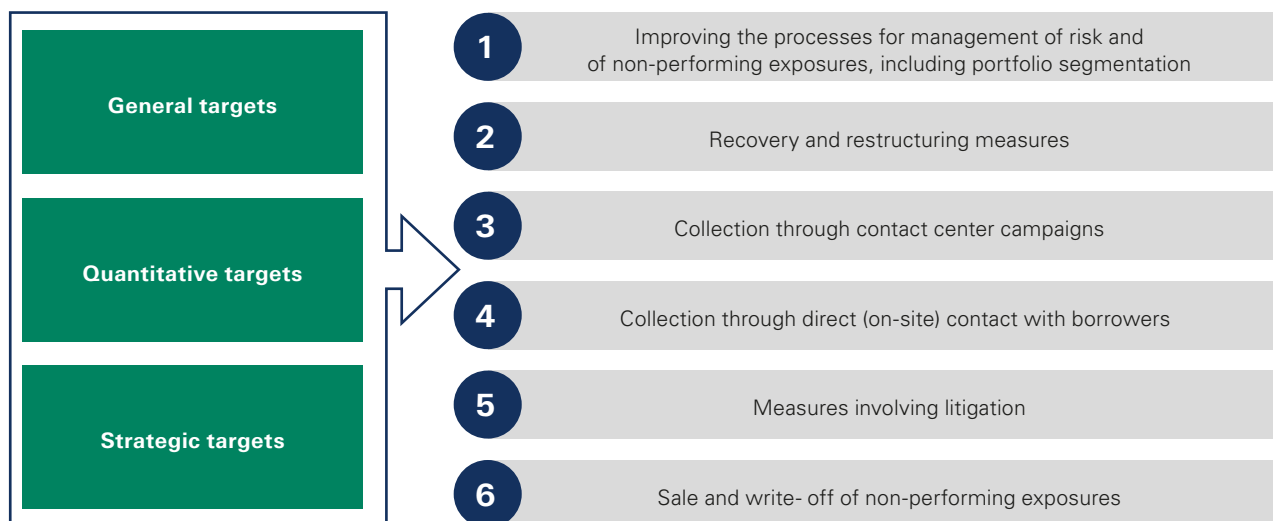 General targets
Quantitative targets
Strategic targets
1
Improving the processes for management of risk and
of non-performing exposures, including portfolio segmentation
2
Recovery and restructuring measures
3
Collection through contact center campaigns
4
Collection through direct (on-site) contact with borrowers
5
Measures involving litigation
6
Sale and write- off of non-performing exposures